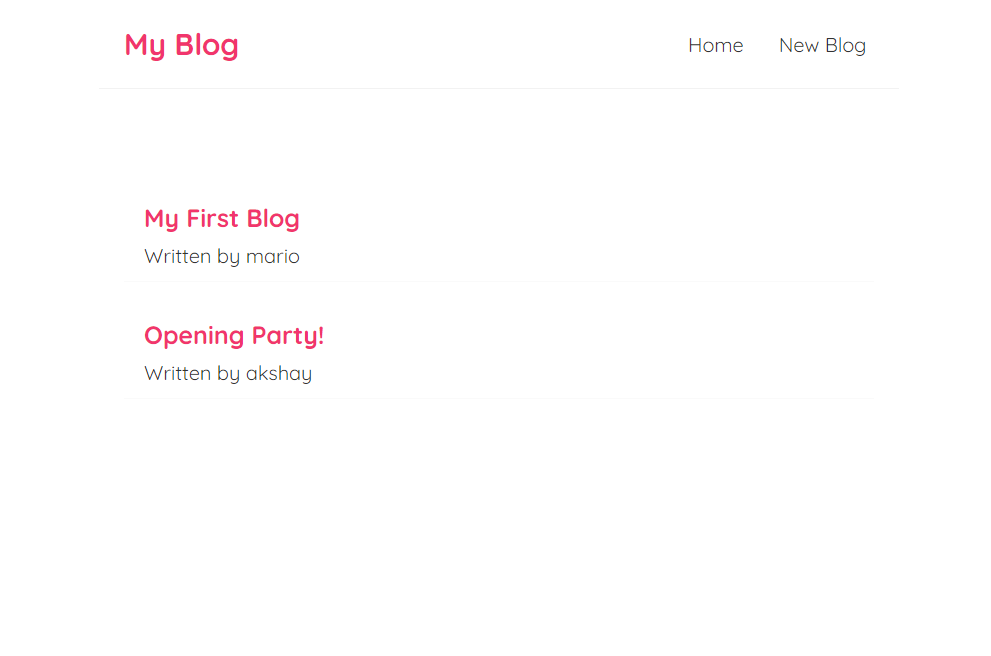 My Blog
Home
New Blog
My First Blog
Written by mario
Opening Party!
Written by akshay